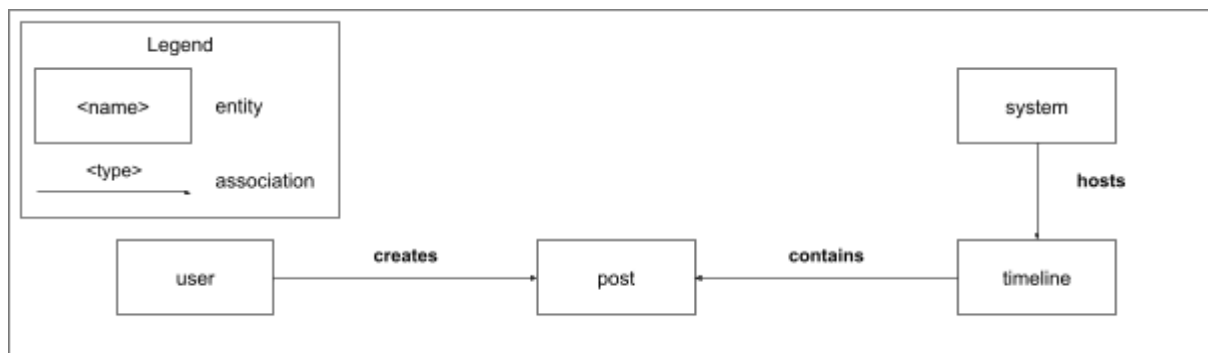 Legend
<name>
entity
<type>
association
system
hosts
user
creates
post
contains
timeline